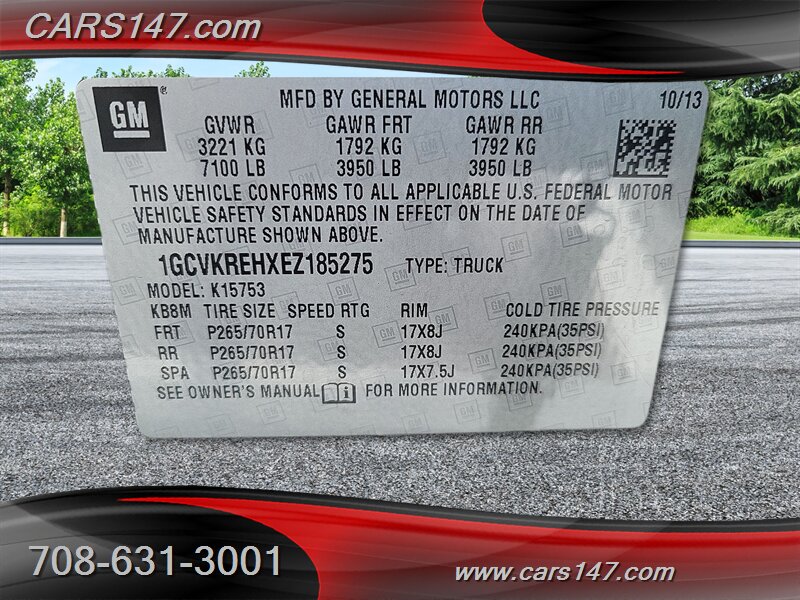 CARS147.com
GM MFD BY GENERAL MOTORS LLC 10/13
GVWR GAWR FRT GAWR RR
3221 KG 1792 KG 1792 KG
7100 LB 3950 LB 3950 LB
THIS VEHICLE CONFORMS TO ALL APPLICABLE U.S. FEDERAL MOTOR
VEHICLE SAFETY STANDARDS IN EFFECT ON THE DATE OF
MANUFACTURE SHOWN ABOVE.
1GCVKREHXEZ185275 TYPE: TRUCK
MODEL: K15753
KB8M TIRE SIZE SPEED RTG RIM COLD TIRE PRESSURE
FRT P265/70R17 S 17X8J 240KPA(35PSI)
RR P265/70R17 S 17X8J 240KPA(35PSI)
SPA P265/70R17 S 17X7.5J 240KPA(35PSI)
SEE OWNER'S MANUAL FOR MORE INFORMATION.
708-631-3001
www.cars147.com